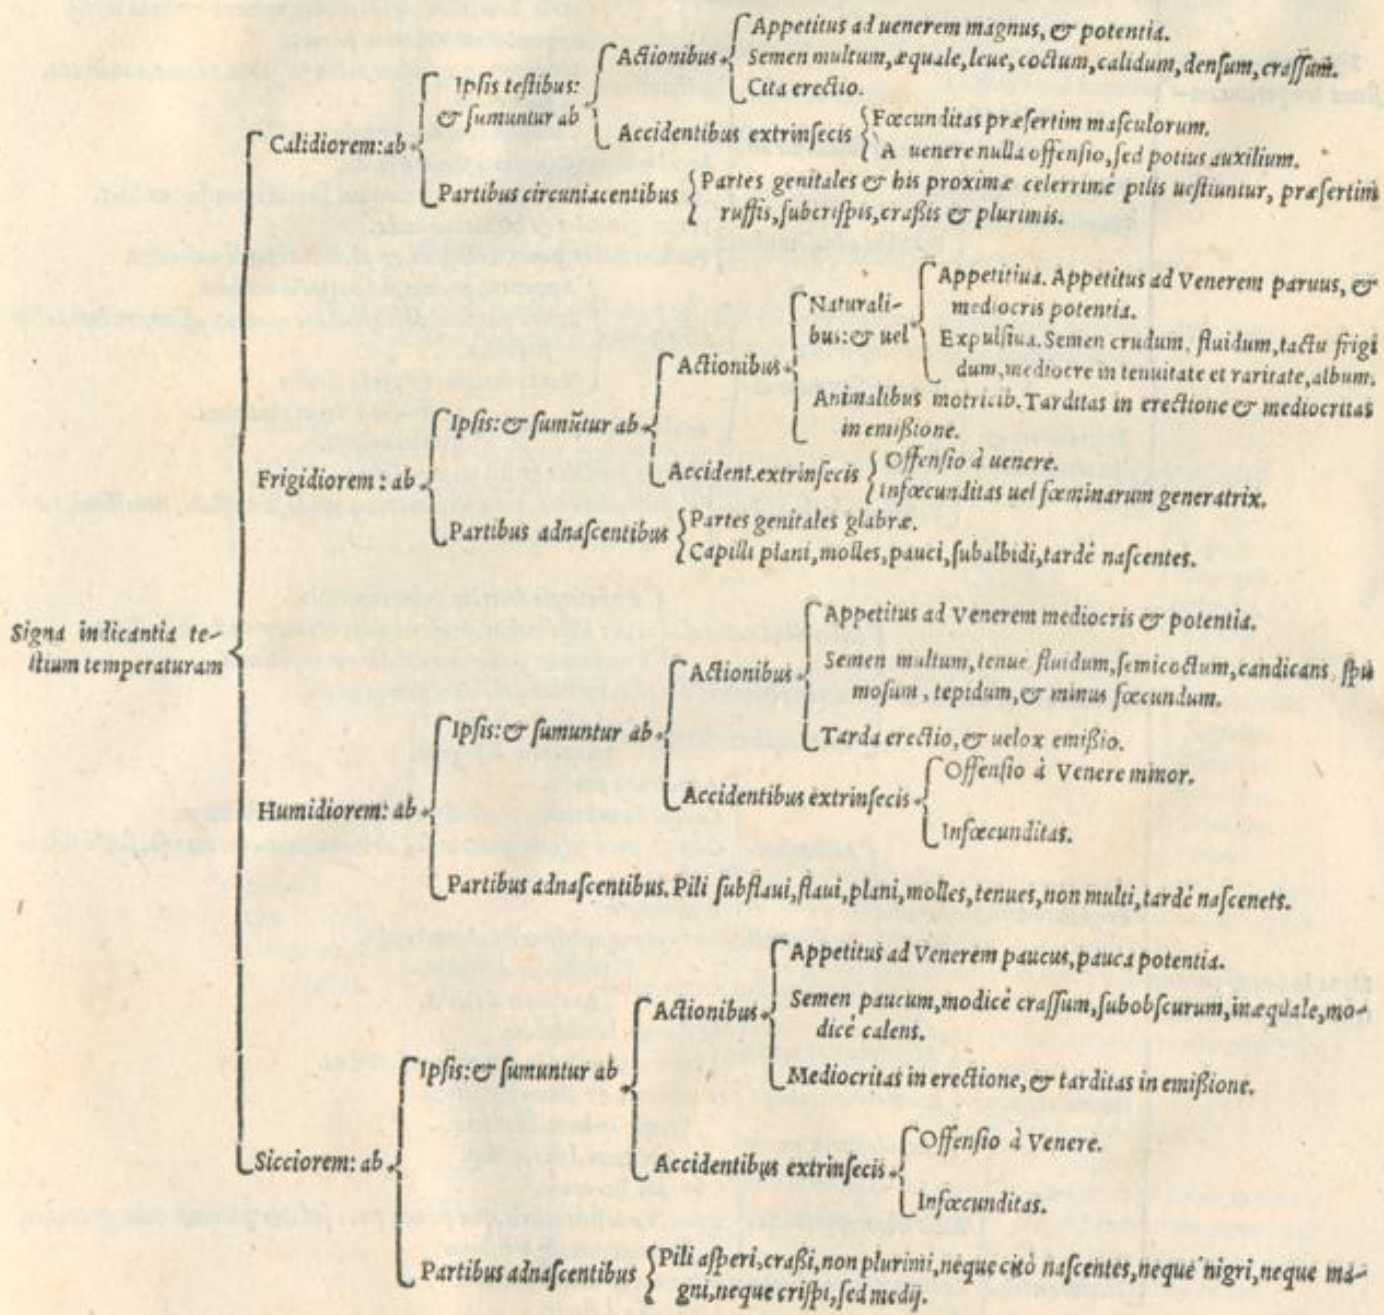 Signa indicantia te-
stium temperaturam
Calidiorem: ab
Ipsis testibus:
& sumuntur ab
Actionibus
Appetitus ad uenerem magnus, & potentia.
Semen multum, æquale, leue, coctum, calidum, densum, crassum.
Cita erectio.
Accidentibus extrinsecis
Fœcunditas præsertim masculorum.
A uenere nulla offensio, sed potius auxilium.
Partibus circuniacentibus
Partes genitales & his proximæ celerrimè pilis uestiuntur, præsertim
ruffis, subcrispis, craßis & plurimis.
Frigidiorem: ab
Ipsis: & sumūtur ab
Actionibus
Naturali-
bus: & uel
Appetitiua. Appetitus ad Venerem paruus, &
mediocris potentia.
Expulsiua. Semen crudum, fluidum, tactu frigi
dum, mediocre in tenuitate et raritate, album.
Animalibus motricib. Tarditas in erectione & mediocritas
in emißione.
Accident. extrinsecis
Offensio à uenere.
Infœcunditas uel fœminarum generatrix.
Partibus adnascentibus
Partes genitales glabræ.
Capilli plani, molles, pauci, subalbidi, tardè nascentes.
Humidiorem: ab
Ipsis: & sumuntur ab
Actionibus
Appetitus ad Venerem mediocris & potentia.
Semen multum, tenue fluidum, semicoctum, candicans, spu
mosum, tepidum, & minus fœcundum.
Tarda erectio, & uelox emißio.
Accidentibus extrinsecis
Offensio à Venere minor.
Infœcunditas.
Partibus adnascentibus. Pili subflaui, flaui, plani, molles, tenues, non multi, tardè nascenets.
Sicciorem: ab
Ipsis: & sumuntur ab
Actionibus
Appetitus ad Venerem paucus, pauca potentia.
Semen paucum, modicè crassum, subobscurum, inæquale, mo-
dicè calens.
Mediocritas in erectione, & tarditas in emißione.
Accidentibus extrinsecis
Offensio à Venere.
Infœcunditas.
Partibus adnascentibus
Pili asperi, craßi, non plurimi, neque citò nascentes, neque nigri, neque ma-
gni, neque crispi, sed medij.